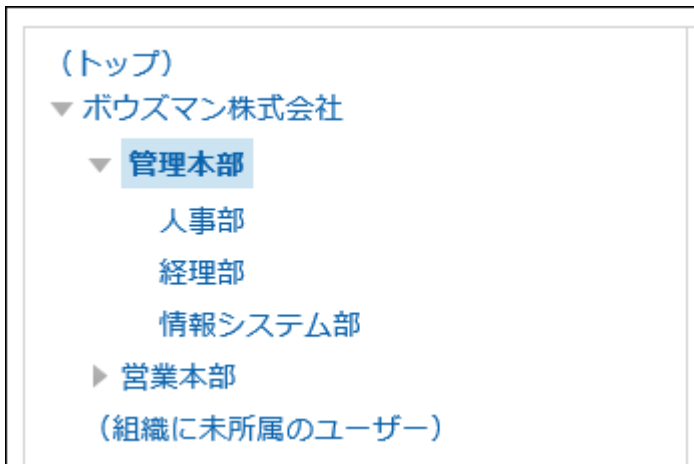 （トップ）
ボウズマン株式会社
管理本部
人事部
経理部
情報システム部
営業本部
（組織に未所属のユーザー）